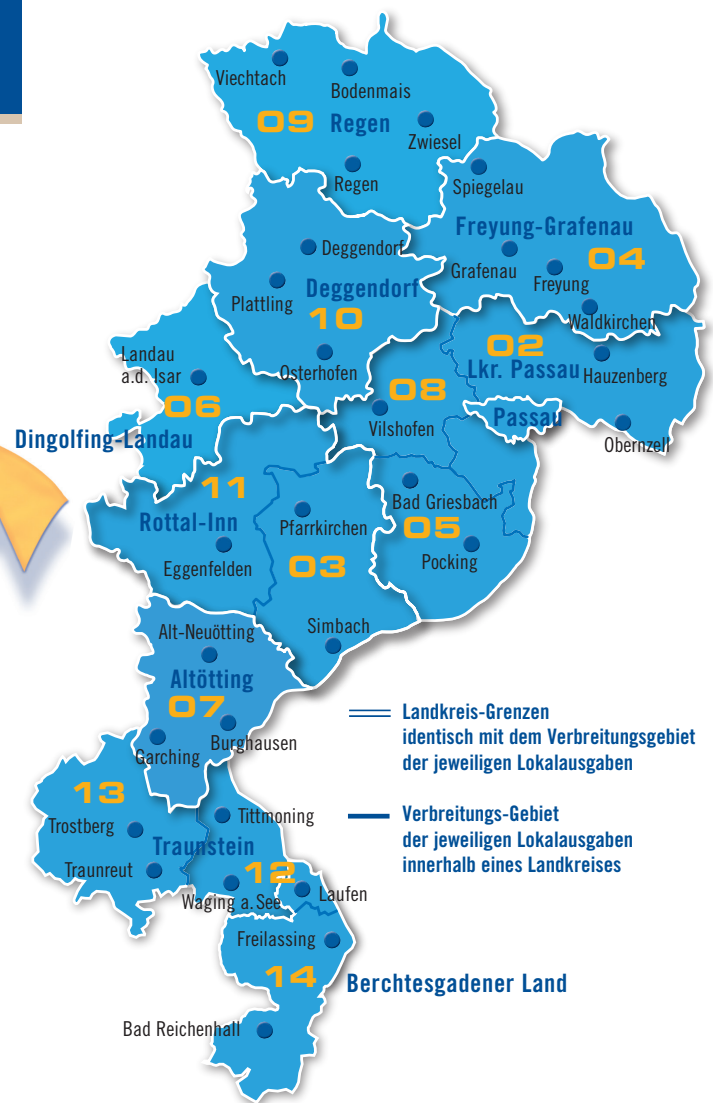 Viechtach
Bodenmais
09 Regen
Zwiesel
Regen
Spiegelau
Freyung-Grafenau
Deggendorf
Grafenau
04
Freyung
Plattling
Deggendorf
10
Waldkirchen
Landau
a.d. Isar
Osterhofen
02
Lkr. Passau
Hauzenberg
08
06
Vilshofen
Passau
Dingolfing-Landau
Obernzell
11
Bad Griesbach
Rottal-Inn
Pfarrkirchen
05
Pocking
Eggenfelden
03
Alt-Neuötting
Simbach
Altötting
07
Burghausen
Garching
Landkreis-Grenzen
identisch mit dem Verbreitungsgebiet
der jeweiligen Lokalausgaben
13
Tittmoning
Trostberg
Traunstein
Verbreitungs-Gebiet
der jeweiligen Lokalausgaben
innerhalb eines Landkreises
Traunreut
12
Waging a. See
Laufen
Freilassing
14
Berchtesgadener Land
Bad Reichenhall